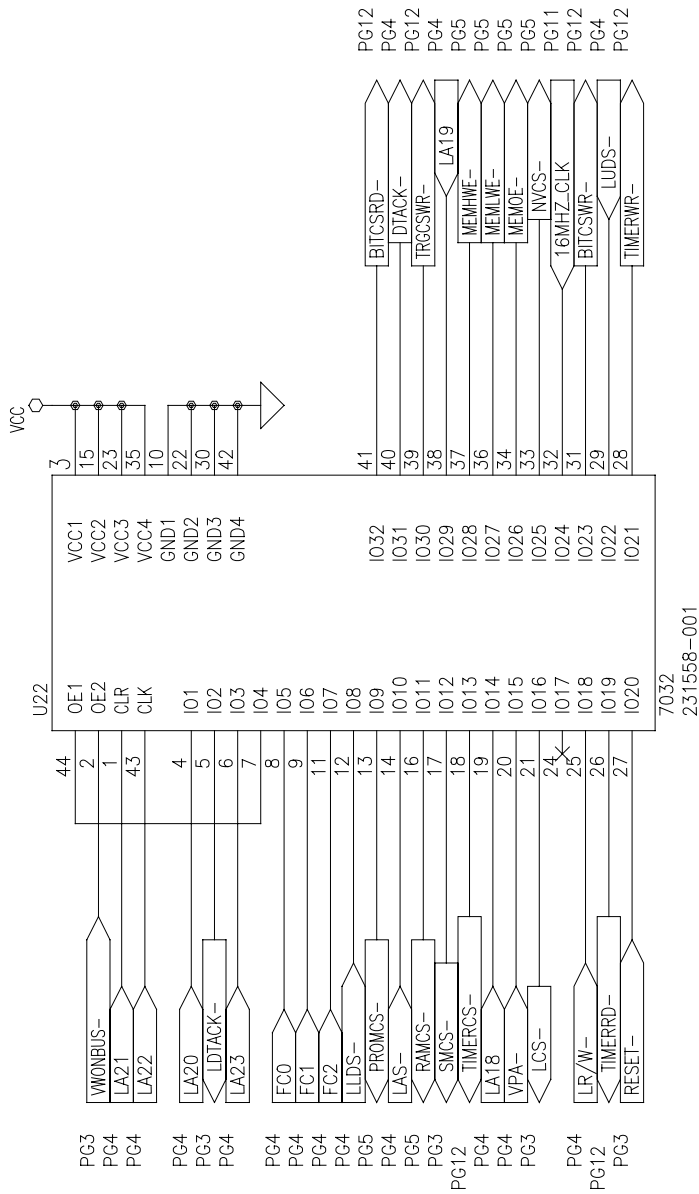 VCC
U22
44 OE1 VCC1 3
PG3 VWONBUS- 2 OE2 VCC2 15
PG4 LA21 1 CLR VCC3 23
PG4 LA22 43 CLK VCC4 35
GND1 10
PG4 LA20 4 IO1 GND2 22
PG3 LDTACK- 5 IO2 GND3 30
PG4 LA23 6 IO3 GND4 42
7 IO4
PG4 FC0 8 IO5
PG4 FC1 9 IO6
PG4 FC2 11 IO7
PG4 LLDS- 12 IO8
PG5 PROMCS- 13 IO9 IO32 41 BITCSRD- PG12
PG4 LAS- 14 IO10 IO31 40 DTACK- PG4
PG5 RAMCS- 16 IO11 IO30 39 TRGCSWR- PG12
PG3 SMCS- 17 IO12 IO29 38 LA19 PG4
PG12 TIMERCS- 18 IO13 IO28 37 MEMHWE- PG5
PG4 LA18 19 IO14 IO27 36 MEMLWE- PG5
PG4 VPA- 20 IO15 IO26 34 MEMOE- PG5
PG3 LCS- 21 IO16 IO25 33 NVCS- PG5
24 IO17 IO24 32 16MHZ_CLK PG11
PG4 LR/W- 25 IO18 IO23 31 BITCSWR- PG12
PG12 TIMERRD- 26 IO19 IO22 29 LUDS- PG4
PG3 RESET- 27 IO20 IO21 28 TIMERWR- PG12
7032
231558-001